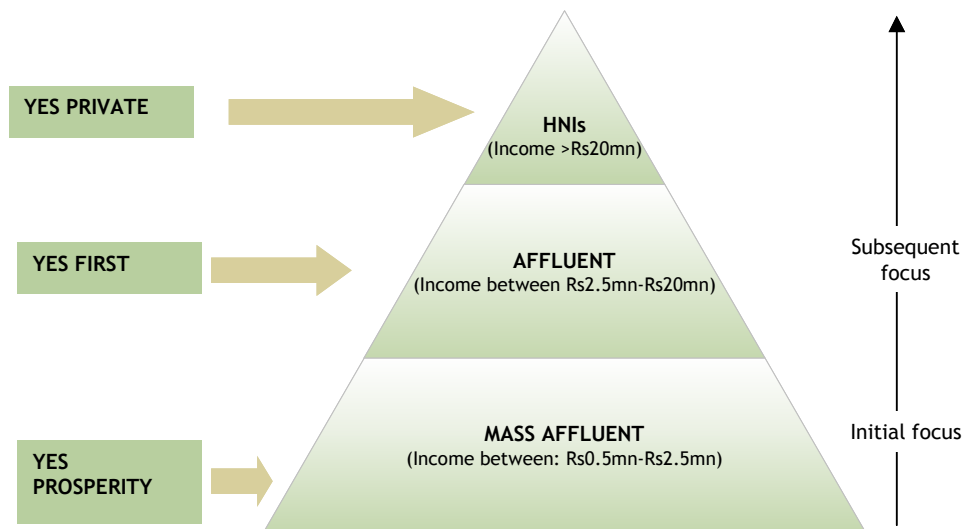 YES PRIVATE
HNIs
(Income >Rs20mn)
YES FIRST
AFFLUENT
(Income between Rs2.5mn-Rs20mn)
Subsequent
focus
YES
PROSPERITY
MASS AFFLUENT
(Income between: Rs0.5mn-Rs2.5mn)
Initial focus